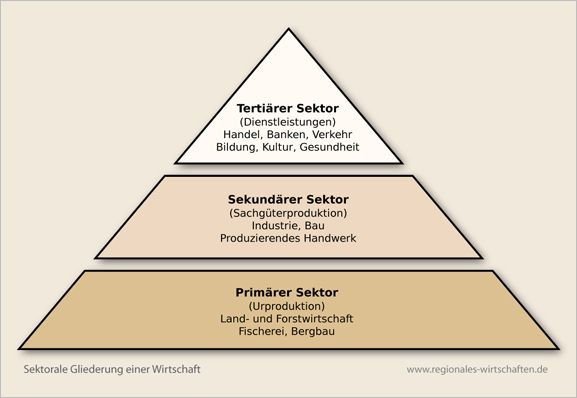 Tertiärer Sektor
(Dienstleistungen)
Handel, Banken, Verkehr
Bildung, Kultur, Gesundheit
Sekundärer Sektor
(Sachgüterproduktion)
Industrie, Bau
Produzierendes Handwerk
Primärer Sektor
(Urproduktion)
Land- und Forstwirtschaft
Fischerei, Bergbau
Sektorale Gliederung einer Wirtschaft
www.regionales-wirtschaften.de